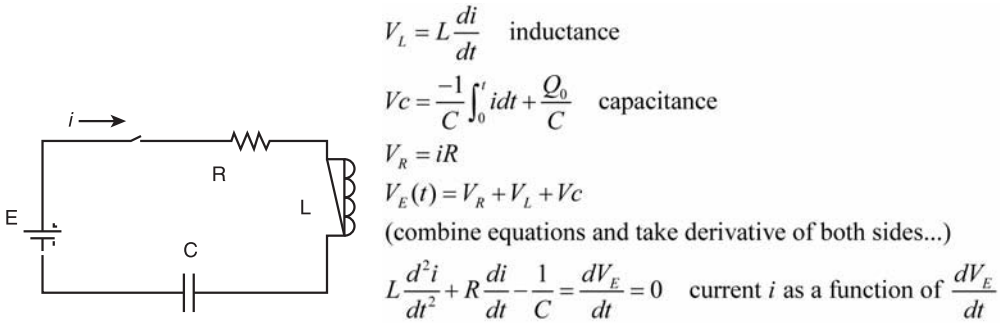 V_L = L di/dt inductance
Vc = -1/C ∫_0^t idt + Q_0/C capacitance
V_R = iR
V_E(t) = V_R + V_L + Vc
(combine equations and take derivative of both sides...)
L d²i/dt² + R di/dt - 1/C = dV_E/dt = 0 current i as a function of dV_E/dt
i
R
L
E
C